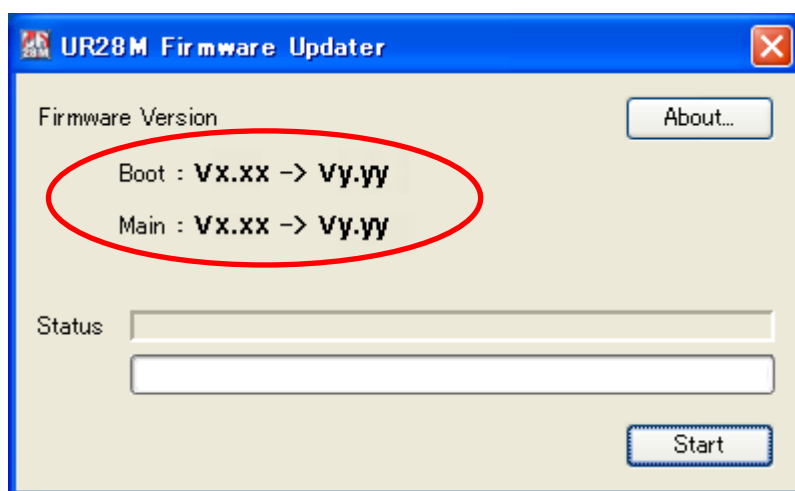 UR28M Firmware Updater
Firmware Version
About...
Boot : Vx.xx -> Vy.yy
Main : Vx.xx -> Vy.yy
Status
Start